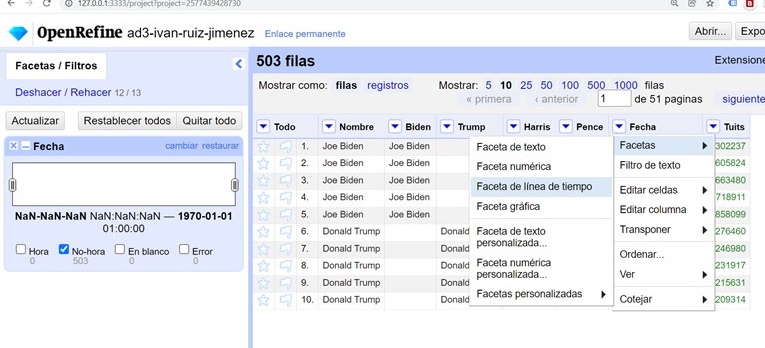 127.0.0.1:3333/project?project=2577439428730
OpenRefine ad3-ivan-ruiz-jimenez Enlace permanente Abrir... Expo
Facetas / Filtros
Deshacer / Rehacer 12 / 13
Actualizar Restablecer todos Quitar todo
Fecha cambiar restaurar
NaN-NaN-NaN NaN:NaN:NaN — 1970-01-01
01:00:00
Hora No-hora En blanco Error
0 503 0 0
503 filas Extensione
Mostrar como: filas registros Mostrar: 5 10 25 50 100 500 1000 filas
« primera ‹ anterior 1 de 51 paginas siguiente
Todo Nombre Biden Trump Harris Pence Fecha Tuits
1. Joe Biden Joe Biden 302237
2. Joe Biden Joe Biden 605824
3. Joe Biden Joe Biden 663480
4. Joe Biden Joe Biden 718911
5. Joe Biden Joe Biden 858099
6. Donald Trump Donald 276460
7. Donald Trump Donald 246980
8. Donald Trump Donald 231917
9. Donald Trump Donald 215631
10. Donald Trump Donald 209314
Faceta de texto
Faceta numérica
Faceta de línea de tiempo
Faceta gráfica
Faceta de texto
personalizada...
Faceta numérica
personalizada...
Facetas personalizadas
Facetas
Filtro de texto
Editar celdas
Editar columna
Transponer
Ordenar...
Ver
Cotejar